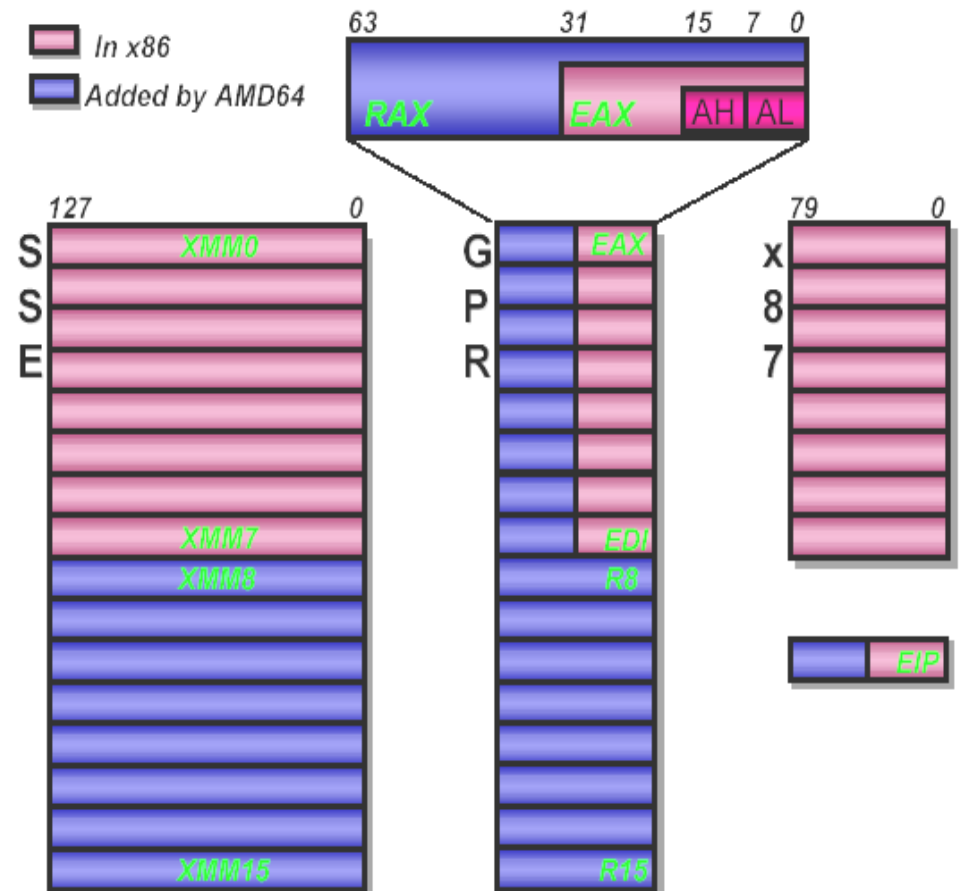 63 31 15 7 0
In x86
Added by AMD64
RAX EAX AH AL
127 0
79 0
S S E
XMM0
XMM7
XMM8
XMM15
G P R
EAX
EDI
R8
R15
x 8 7
EIP